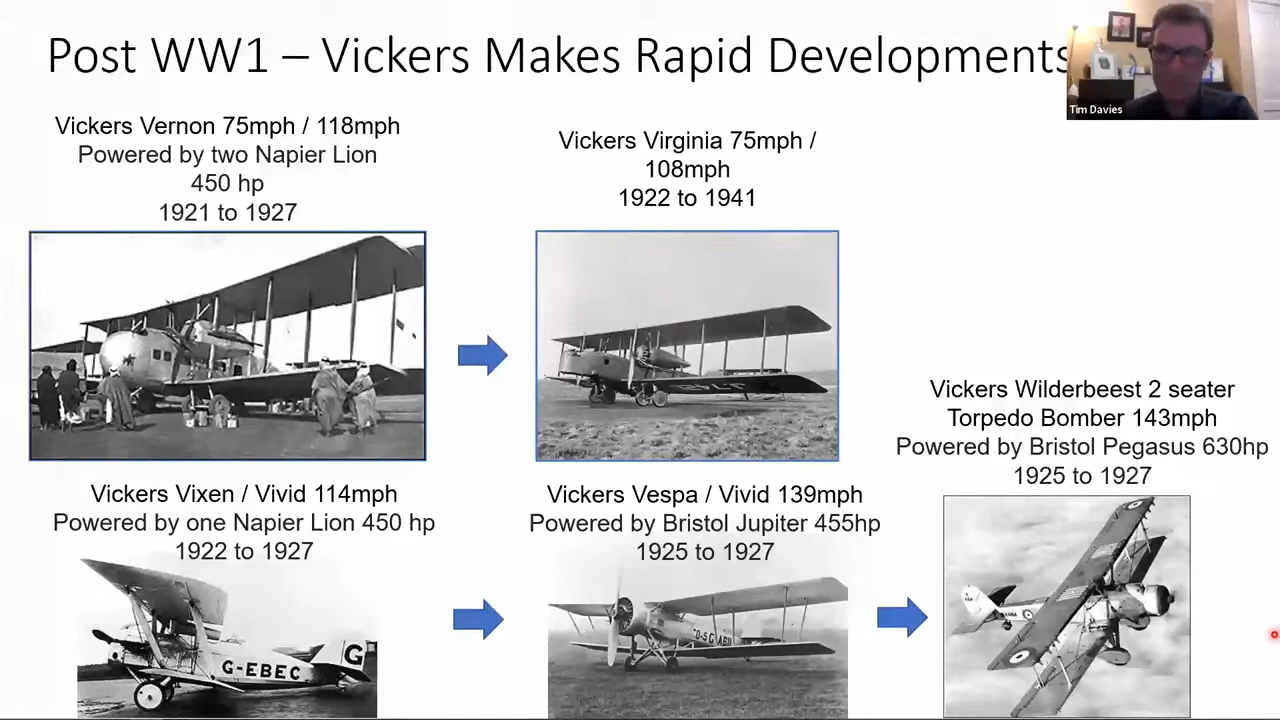 Post WW1 – Vickers Makes Rapid Developments
Tim Davies
Vickers Vernon 75mph / 118mph
Powered by two Napier Lion
450 hp
1921 to 1927
Vickers Virginia 75mph /
108mph
1922 to 1941
Vickers Wilderbeest 2 seater
Torpedo Bomber 143mph
Powered by Bristol Pegasus 630hp
1925 to 1927
Vickers Vixen / Vivid 114mph
Powered by one Napier Lion 450 hp
1922 to 1927
Vickers Vespa / Vivid 139mph
Powered by Bristol Jupiter 455hp
1925 to 1927
G-EBEC
G